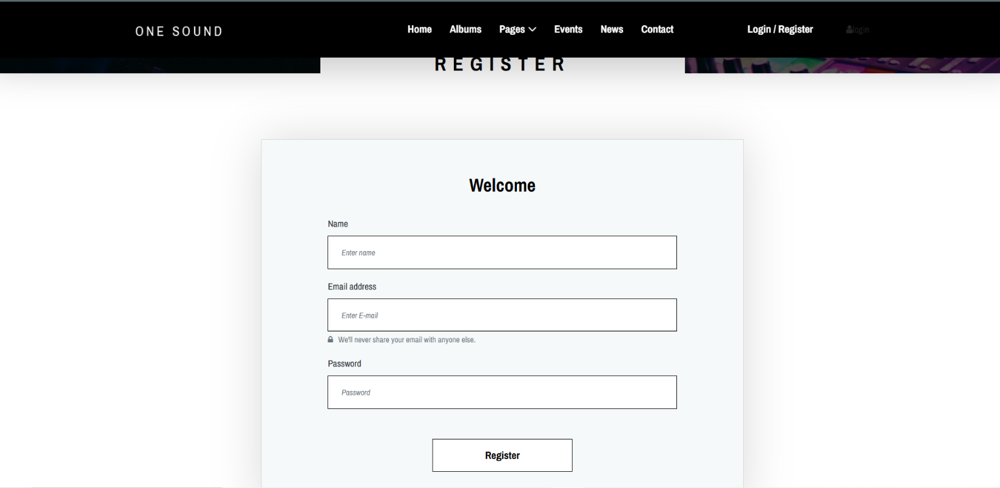 ONE SOUND
Home Albums Pages Events News Contact Login / Register login
REGISTER
Welcome
Name
Enter name
Email address
Enter E-mail
We'll never share your email with anyone else.
Password
Password
Register